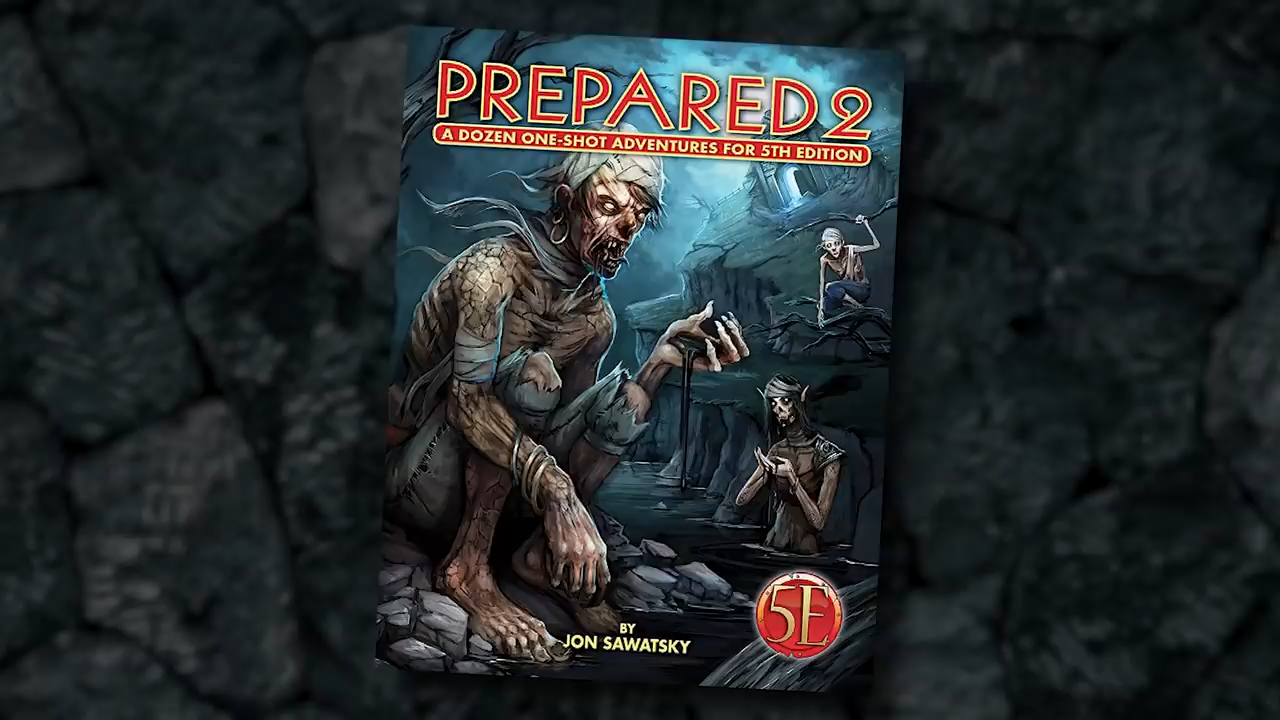 PREPARED 2
A DOZEN ONE-SHOT ADVENTURES FOR 5TH EDITION
BY
JON SAWATSKY
5E